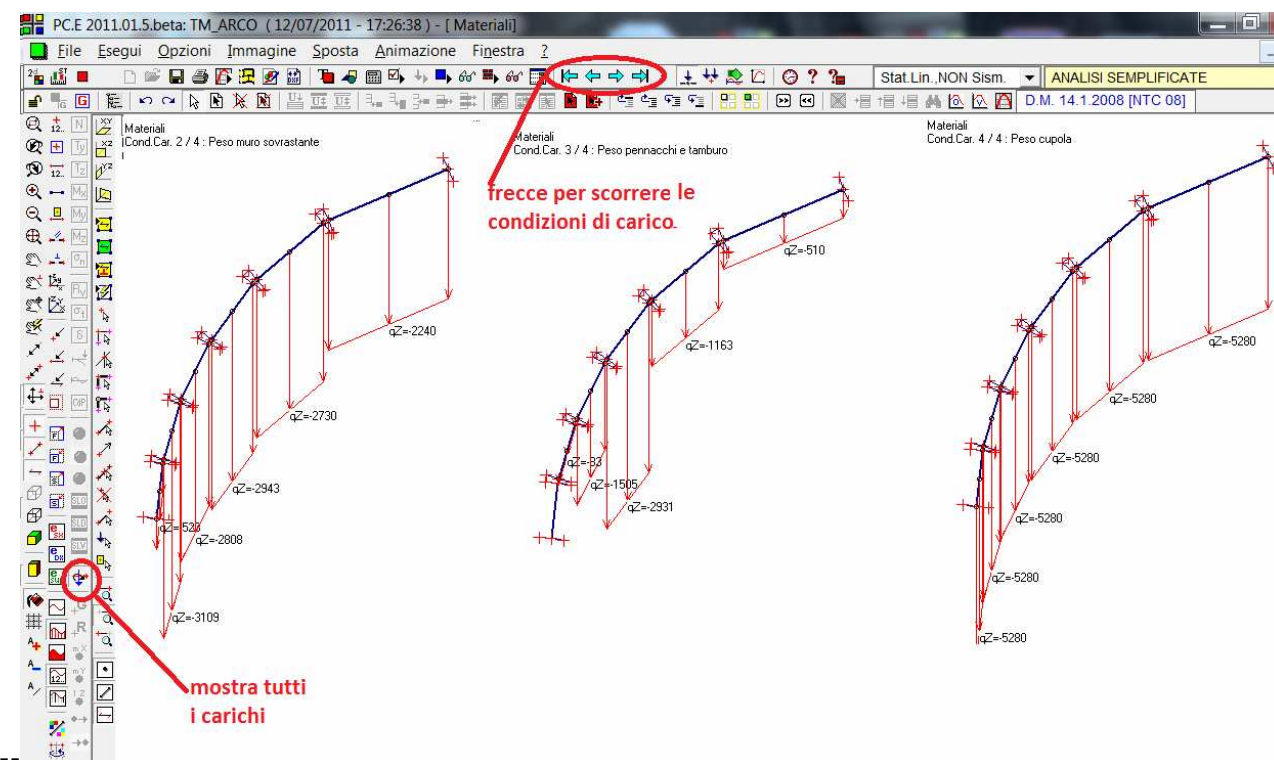 PC.E 2011.01.5.beta: TM_ARCO ( 12/07/2011 - 17:26:38 ) - [ Materiali]
File Esegui Opzioni Immagine Sposta Animazione Finestra ?
Stat.Lin.,NON Sism. ANALISI SEMPLIFICATE
D.M. 14.1.2008 [NTC 08]
Materiali
Cond.Car. 2 / 4 : Peso muro sovrastante
Materiali
Cond.Car. 3 / 4 : Peso pennacchi e tamburo
Materiali
Cond.Car. 4 / 4 : Peso cupola
frecce per scorrere le
condizioni di carico.
qZ=-2240
qZ=-2730
qZ=-2943
qZ=-523
qZ=-2808
qZ=-3109
qZ=-510
qZ=-1163
qZ=-83
qZ=-1505
qZ=-2931
qZ=-5280
qZ=-5280
qZ=-5280
qZ=-5280
qZ=-5280
qZ=-5280
mostra tutti
i carichi